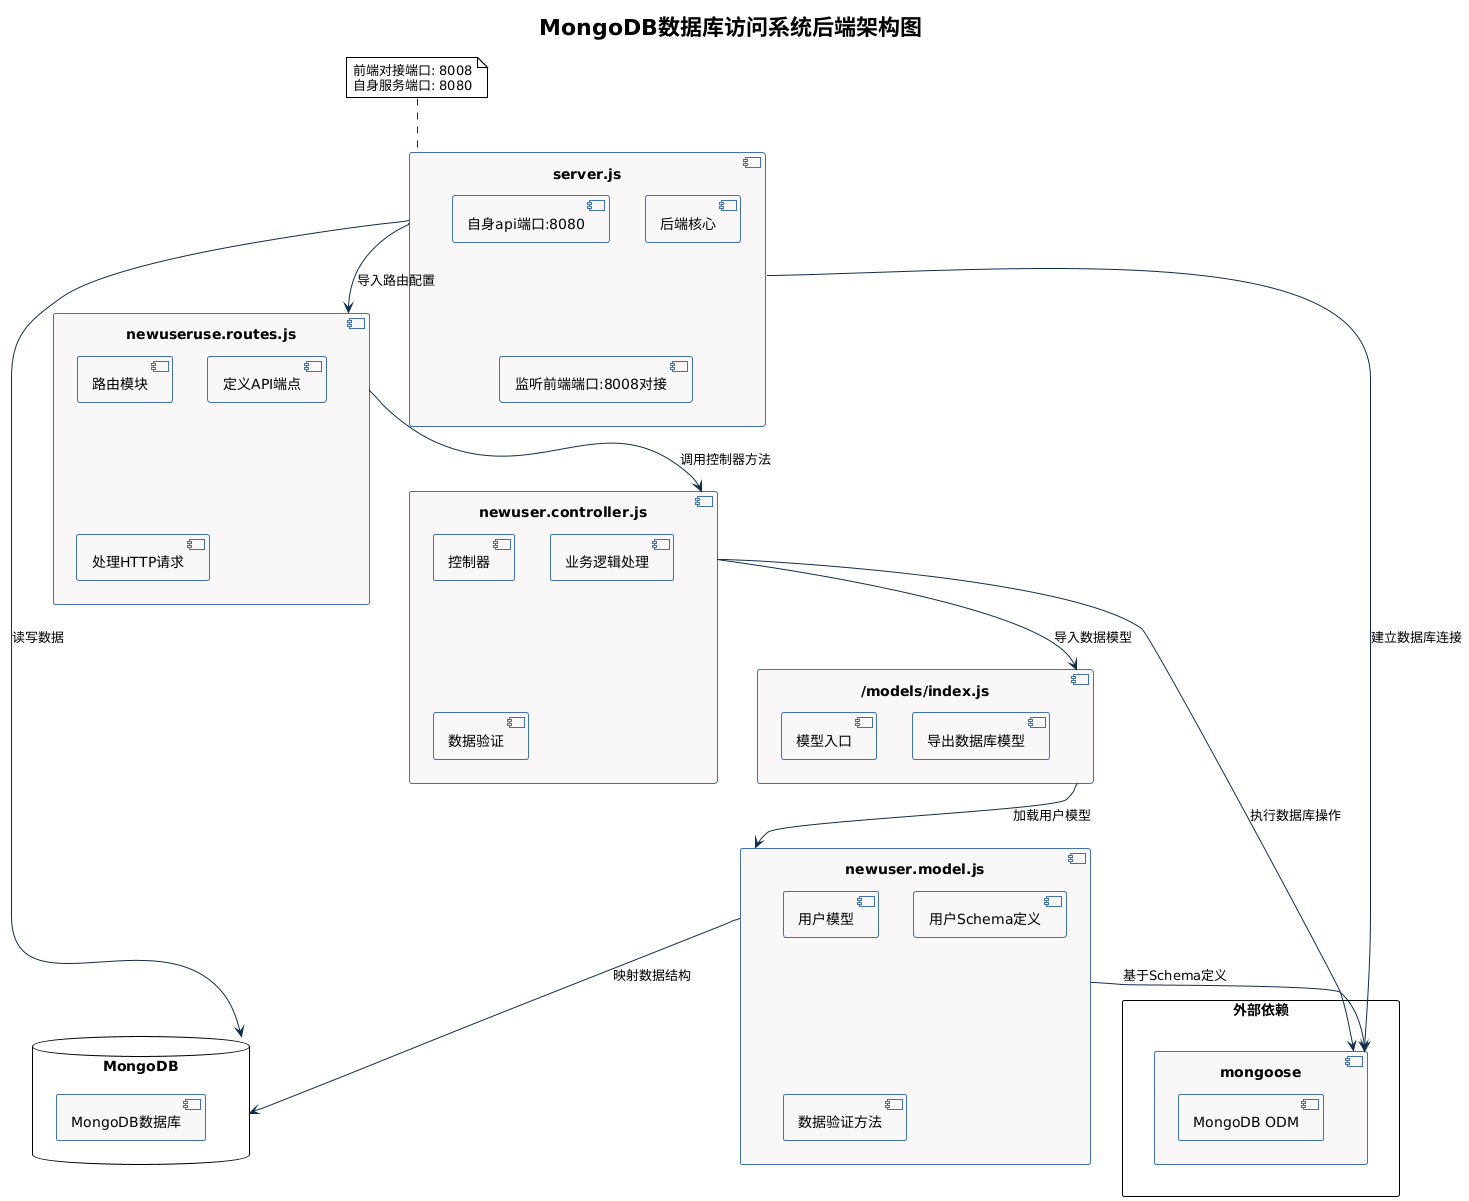 MongoDB数据库访问系统后端架构图
前端对接端口: 8008
自身服务端口: 8080
server.js
自身api端口:8080
后端核心
监听前端端口:8008对接
导入路由配置
newuseruse.routes.js
路由模块
定义API端点
处理HTTP请求
调用控制器方法
newuser.controller.js
控制器
业务逻辑处理
数据验证
读写数据
导入数据模型
建立数据库连接
/models/index.js
模型入口
导出数据库模型
加载用户模型
执行数据库操作
newuser.model.js
用户模型
用户Schema定义
数据验证方法
映射数据结构
基于Schema定义
外部依赖
mongoose
MongoDB ODM
MongoDB
MongoDB数据库